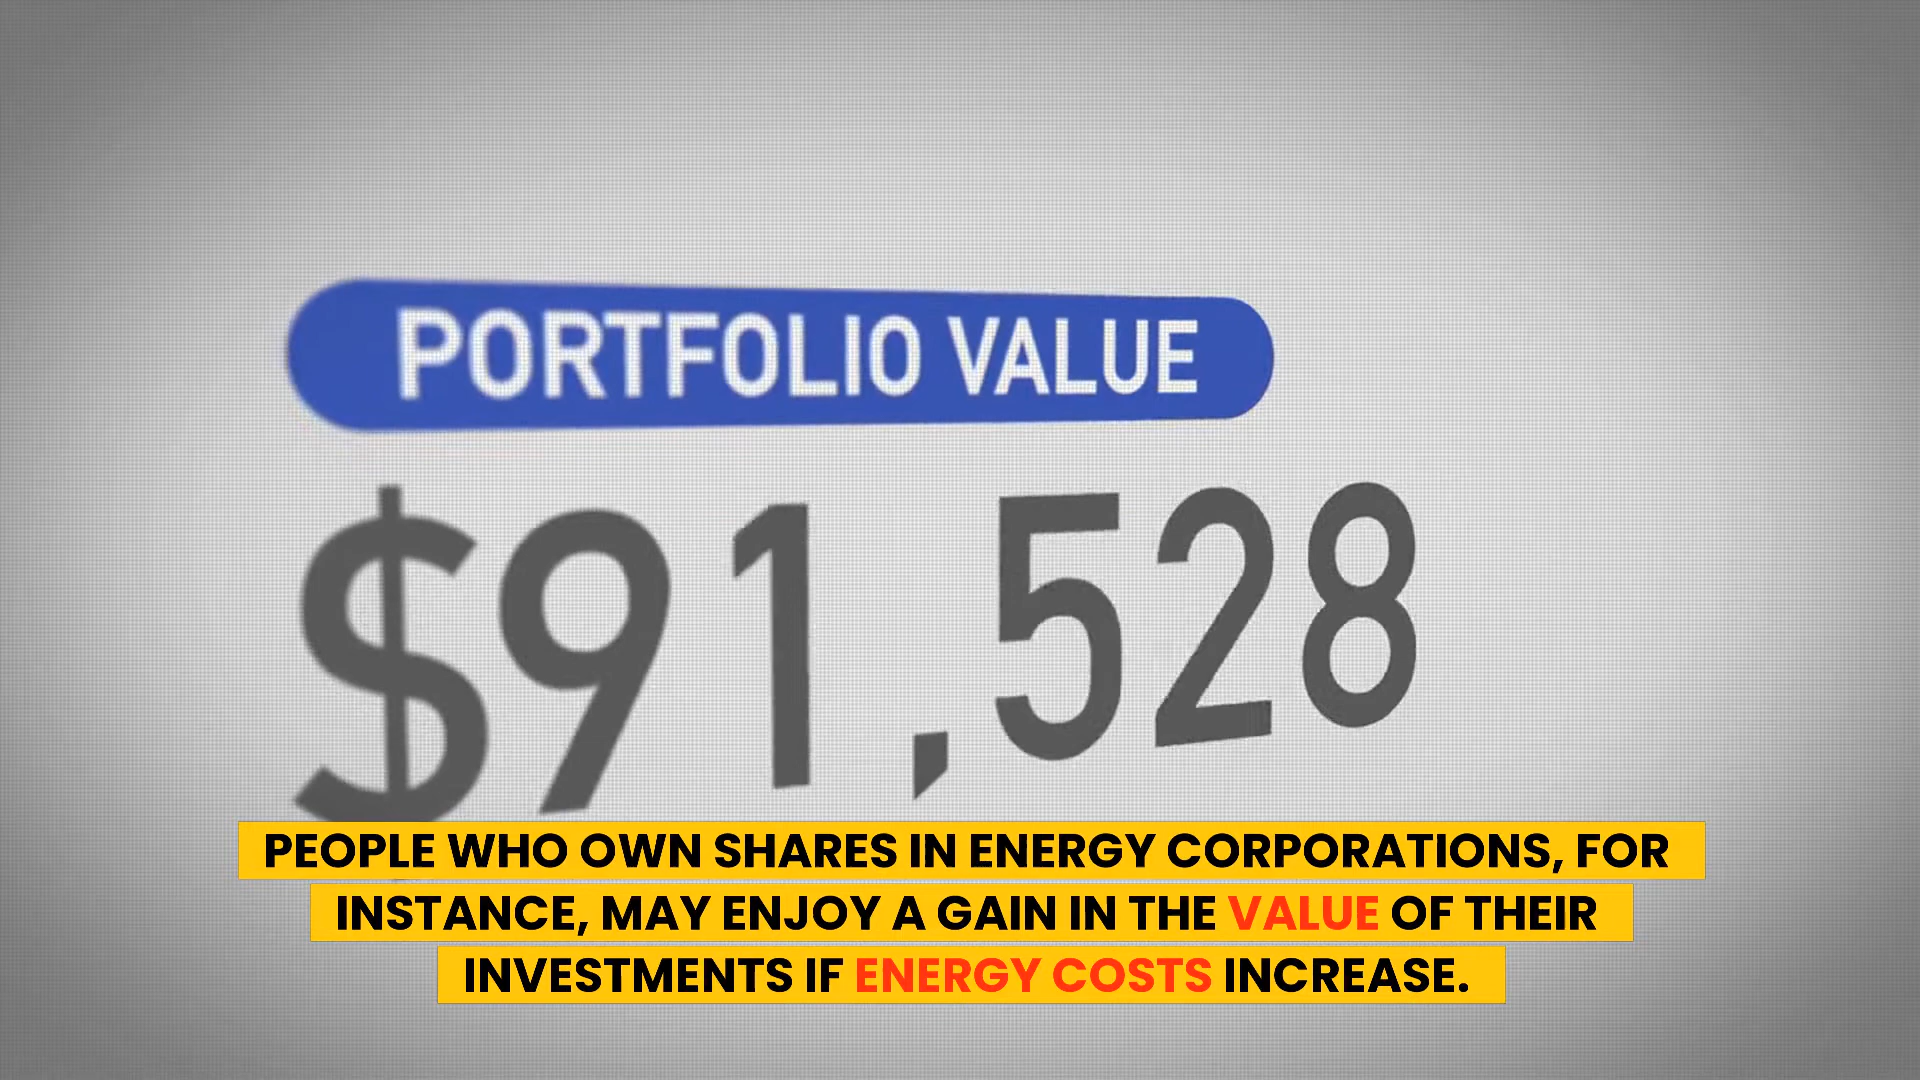 PORTFOLIO VALUE
$91,528
PEOPLE WHO OWN SHARES IN ENERGY CORPORATIONS, FOR
INSTANCE, MAY ENJOY A GAIN IN THE VALUE OF THEIR
INVESTMENTS IF ENERGY COSTS INCREASE.